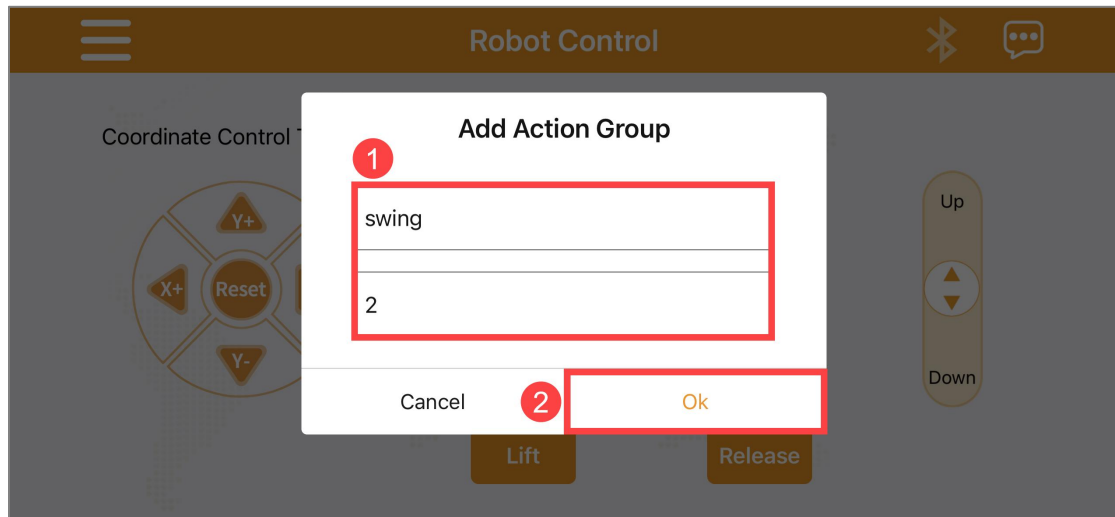 Robot Control
Coordinate Control
Add Action Group
1
swing
2
Cancel
2
Ok
Y+
X+
Reset
Y-
Up
Down
Lift
Release